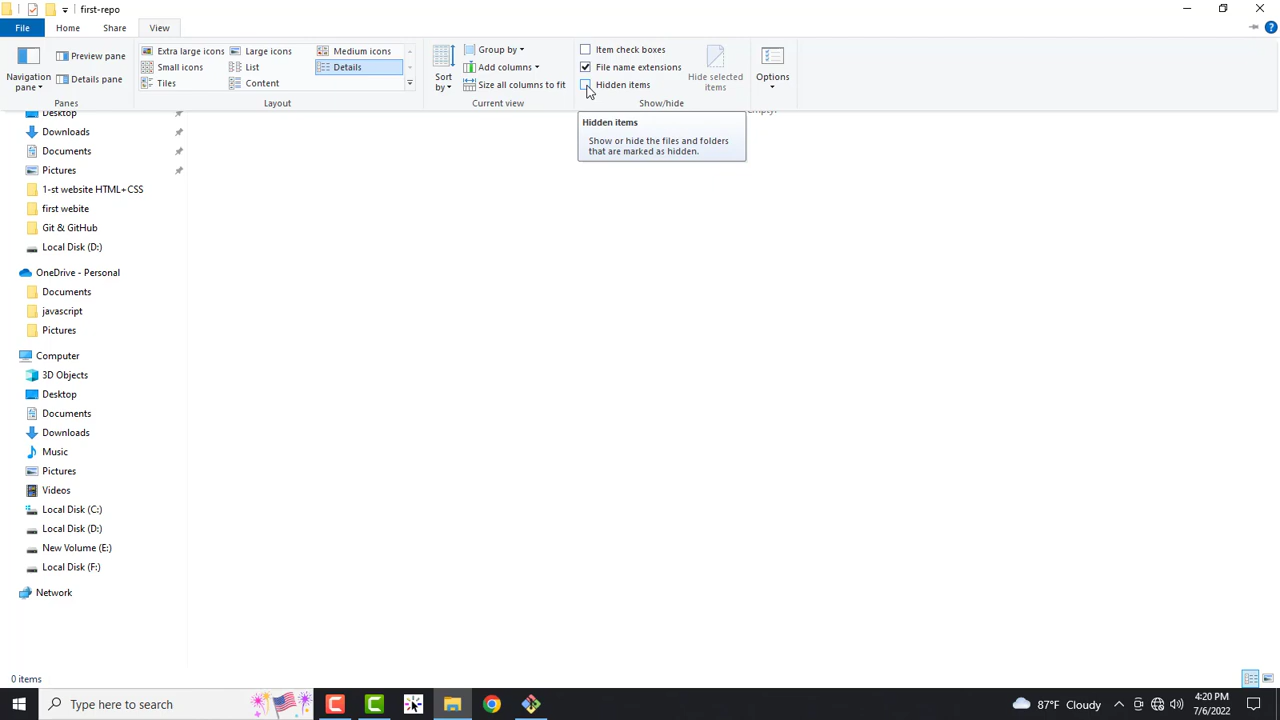 first-repo
File
Home
Share
View
Navigation pane
Preview pane
Details pane
Panes
Extra large icons
Large icons
Medium icons
Small icons
List
Details
Tiles
Content
Layout
Sort by
Group by
Add columns
Size all columns to fit
Current view
Item check boxes
File name extensions
Hidden items
Hide selected items
Show/hide
Options
empty.
Hidden items
Show or hide the files and folders
that are marked as hidden.
Desktop
Downloads
Documents
Pictures
1-st website HTML+CSS
first webite
Git & GitHub
Local Disk (D:)
OneDrive - Personal
Documents
javascript
Pictures
Computer
3D Objects
Desktop
Documents
Downloads
Music
Pictures
Videos
Local Disk (C:)
Local Disk (D:)
New Volume (E:)
Local Disk (F:)
Network
0 items
Type here to search
87°F Cloudy
4:20 PM
7/6/2022